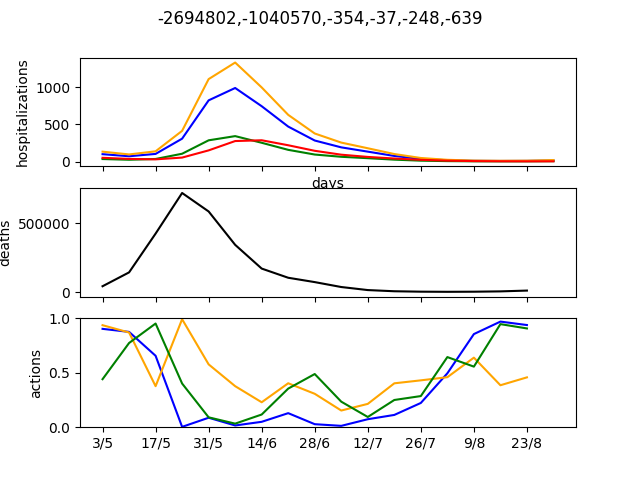 -2694802,-1040570,-354,-37,-248,-639
hospitalizations
1000
500
0
days
deaths
500000
0
actions
1.0
0.5
0.0
3/5 17/5 31/5 14/6 28/6 12/7 26/7 9/8 23/8